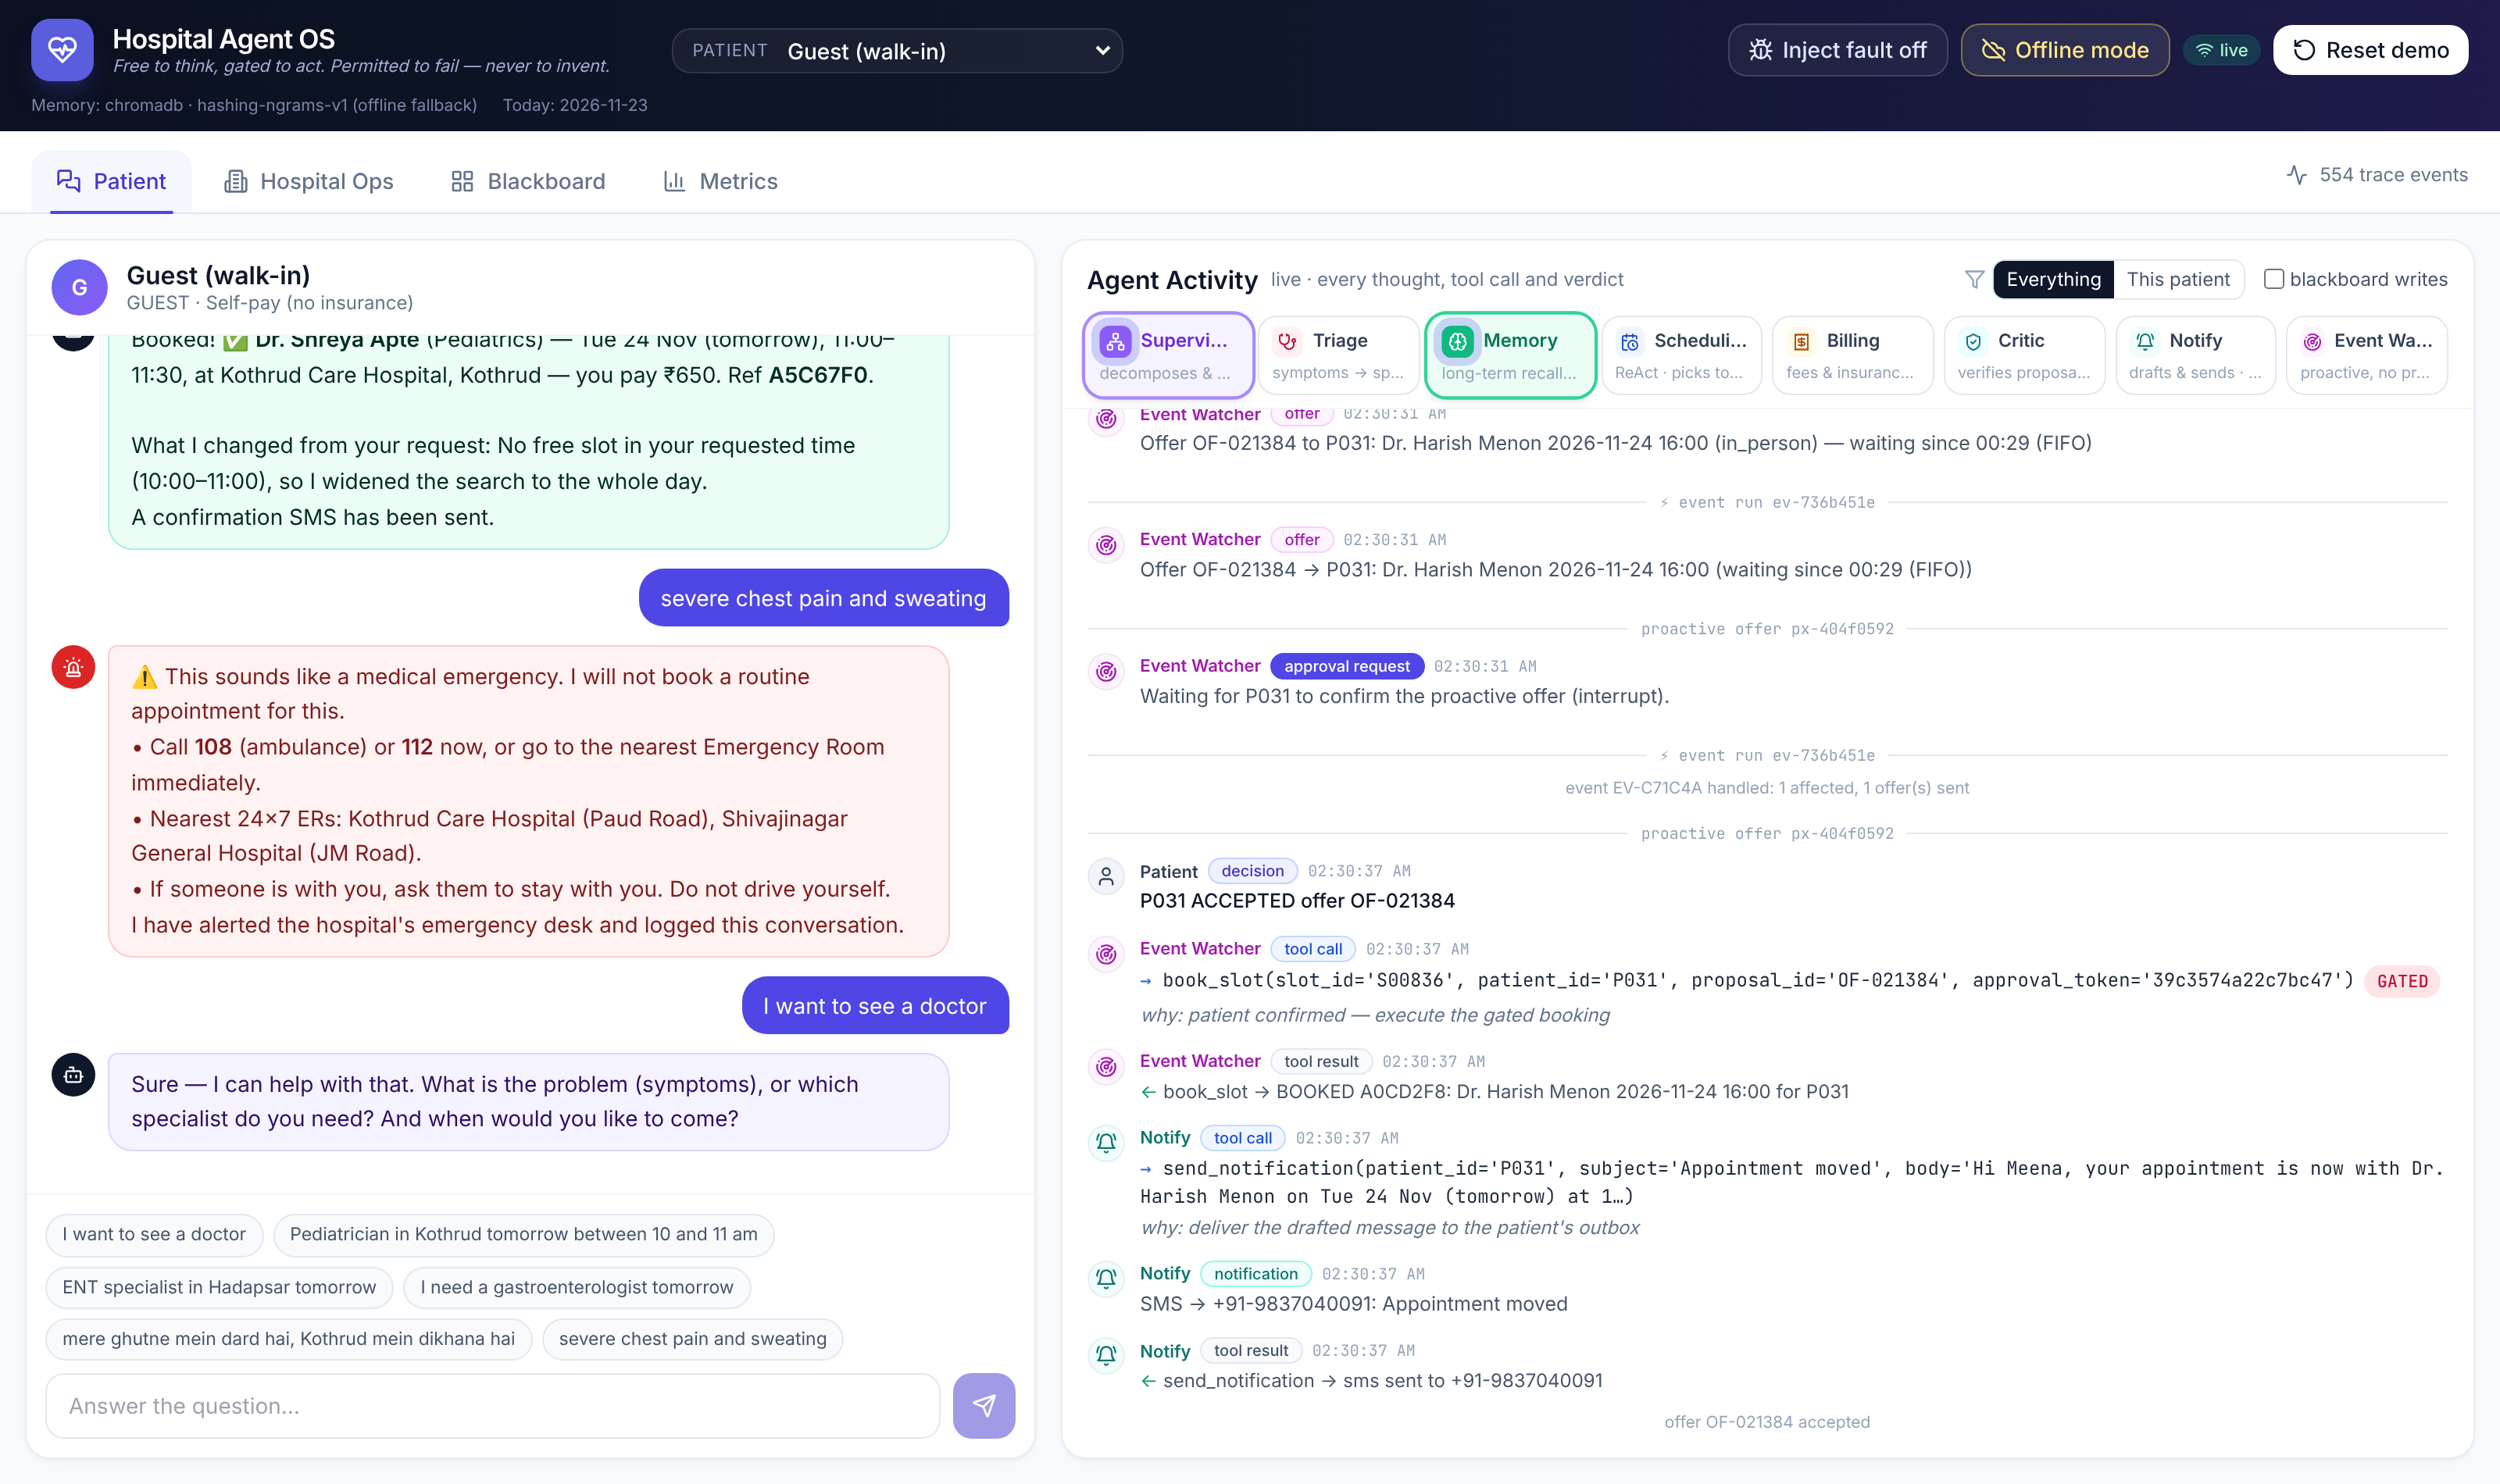 Hospital Agent OS
Free to think, gated to act. Permitted to fail — never to invent.
PATIENT Guest (walk-in)
Inject fault off
Offline mode
live
Reset demo
Memory: chromadb · hashing-ngrams-v1 (offline fallback) Today: 2026-11-23
Patient
Hospital Ops
Blackboard
Metrics
554 trace events
G
Guest (walk-in)
GUEST · Self-pay (no insurance)
Booked! ✅ Dr. Shreya Apte (Pediatrics) — Tue 24 Nov (tomorrow), 11:00–
11:30, at Kothrud Care Hospital, Kothrud — you pay ₹650. Ref A5C67F0.
What I changed from your request: No free slot in your requested time
(10:00–11:00), so I widened the search to the whole day.
A confirmation SMS has been sent.
severe chest pain and sweating
⚠️ This sounds like a medical emergency. I will not book a routine
appointment for this.
• Call 108 (ambulance) or 112 now, or go to the nearest Emergency Room
immediately.
• Nearest 24×7 ERs: Kothrud Care Hospital (Paud Road), Shivajinagar
General Hospital (JM Road).
• If someone is with you, ask them to stay with you. Do not drive yourself.
I have alerted the hospital's emergency desk and logged this conversation.
I want to see a doctor
Sure — I can help with that. What is the problem (symptoms), or which
specialist do you need? And when would you like to come?
I want to see a doctor
Pediatrician in Kothrud tomorrow between 10 and 11 am
ENT specialist in Hadapsar tomorrow
I need a gastroenterologist tomorrow
mere ghutne mein dard hai, Kothrud mein dikhana hai
severe chest pain and sweating
Answer the question...
Agent Activity live · every thought, tool call and verdict
Everything
This patient
blackboard writes
Supervi...
decomposes & ...
Triage
symptoms → sp...
Memory
long-term recall...
Scheduli...
ReAct · picks to...
Billing
fees & insuranc...
Critic
verifies proposa...
Notify
drafts & sends · ...
Event Wa...
proactive, no pr...
Event Watcher offer 02:30:31 AM
Offer OF-021384 to P031: Dr. Harish Menon 2026-11-24 16:00 (in_person) — waiting since 00:29 (FIFO)
⚡ event run ev-736b451e
Event Watcher offer 02:30:31 AM
Offer OF-021384 → P031: Dr. Harish Menon 2026-11-24 16:00 (waiting since 00:29 (FIFO))
proactive offer px-404f0592
Event Watcher approval request 02:30:31 AM
Waiting for P031 to confirm the proactive offer (interrupt).
⚡ event run ev-736b451e
event EV-C71C4A handled: 1 affected, 1 offer(s) sent
proactive offer px-404f0592
Patient decision 02:30:37 AM
P031 ACCEPTED offer OF-021384
Event Watcher tool call 02:30:37 AM
→ book_slot(slot_id='S00836', patient_id='P031', proposal_id='OF-021384', approval_token='39c3574a22c7bc47') GATED
why: patient confirmed — execute the gated booking
Event Watcher tool result 02:30:37 AM
← book_slot → BOOKED A0CD2F8: Dr. Harish Menon 2026-11-24 16:00 for P031
Notify tool call 02:30:37 AM
→ send_notification(patient_id='P031', subject='Appointment moved', body='Hi Meena, your appointment is now with Dr.
Harish Menon on Tue 24 Nov (tomorrow) at 1…)
why: deliver the drafted message to the patient's outbox
Notify notification 02:30:37 AM
SMS → +91-9837040091: Appointment moved
Notify tool result 02:30:37 AM
← send_notification → sms sent to +91-9837040091
offer OF-021384 accepted